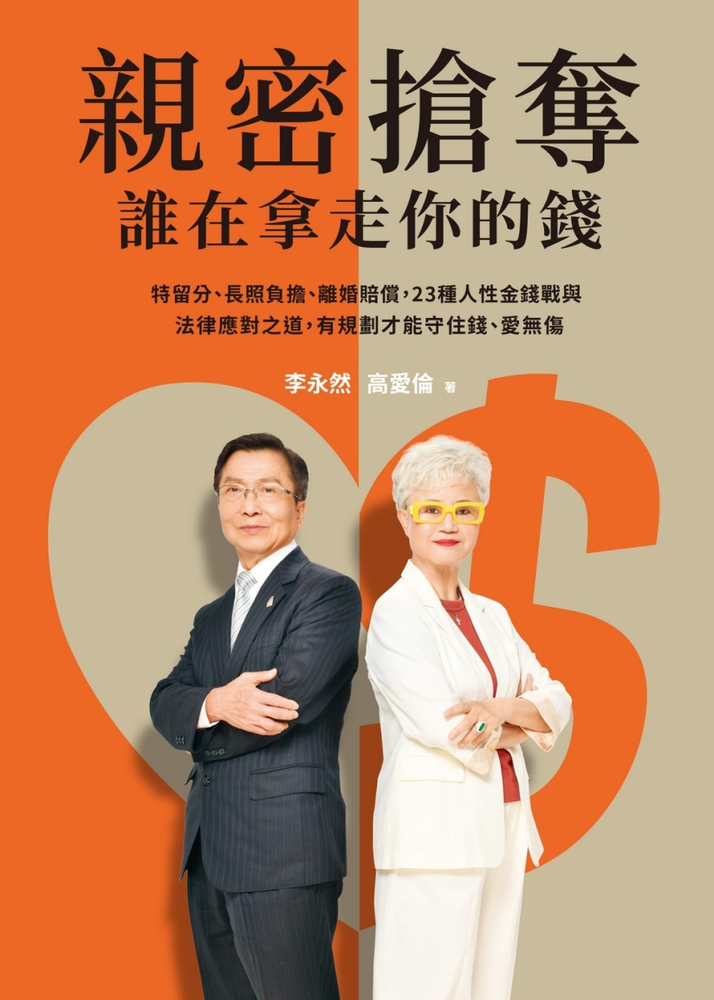 親密搶奪
誰在拿走你的錢
特留分、長照負擔、離婚賠償，23種人性金錢戰與
法律應對之道，有規劃才能守住錢、愛無傷
李永然 高愛倫 著